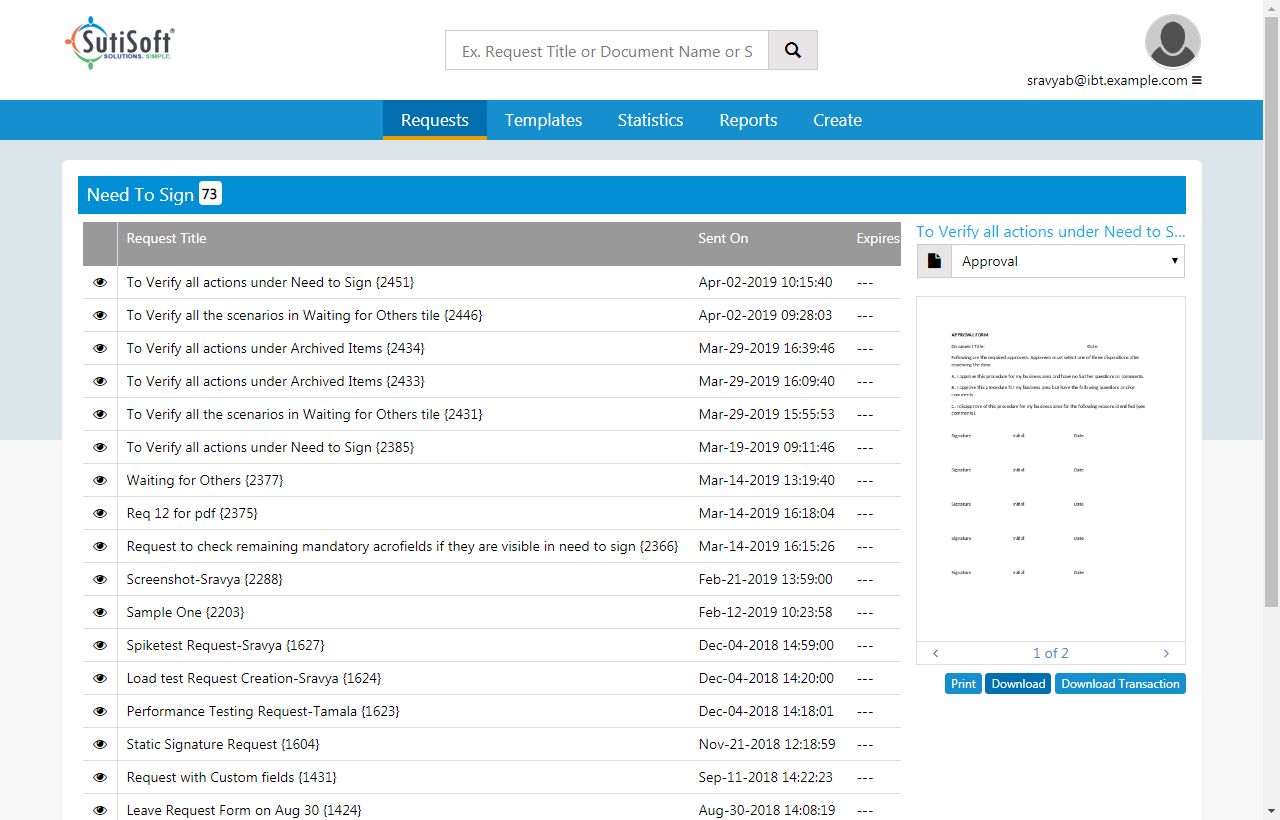 SutiSoft®
SOLUTIONS. SIMPLE.
Ex. Request Title or Document Name or S
sravyab@ibt.example.com
Requests Templates Statistics Reports Create
Need To Sign 73
Request Title Sent On Expires
To Verify all actions under Need to Sign {2451} Apr-02-2019 10:15:40 ---
To Verify all the scenarios in Waiting for Others tile {2446} Apr-02-2019 09:28:03 ---
To Verify all actions under Archived Items {2434} Mar-29-2019 16:39:46 ---
To Verify all actions under Archived Items {2433} Mar-29-2019 16:09:40 ---
To Verify all the scenarios in Waiting for Others tile {2431} Mar-29-2019 15:55:53 ---
To Verify all actions under Need to Sign {2385} Mar-19-2019 09:11:46 ---
Waiting for Others {2377} Mar-14-2019 13:19:40 ---
Req 12 for pdf {2375} Mar-14-2019 16:18:04 ---
Request to check remaining mandatory acrofields if they are visible in need to sign {2366} Mar-14-2019 16:15:26 ---
Screenshot-Sravya {2288} Feb-21-2019 13:59:00 ---
Sample One {2203} Feb-12-2019 10:23:58 ---
Spiketest Request-Sravya {1627} Dec-04-2018 14:59:00 ---
Load test Request Creation-Sravya {1624} Dec-04-2018 14:20:00 ---
Performance Testing Request-Tamala {1623} Dec-04-2018 14:18:01 ---
Static Signature Request {1604} Nov-21-2018 12:18:59 ---
Request with Custom fields {1431} Sep-11-2018 14:22:23 ---
Leave Request Form on Aug 30 {1424} Aug-30-2018 14:08:19 ---
To Verify all actions under Need to S...
Approval
APPROVAL FORM
Document Title: Date:
Following are the required approvers. Approvers must select one of three dispositions after
reviewing the item:
A. I approve this procedure for my business area and have no further questions or comments.
B. I approve this procedure for my business area but have the following questions and/or
comments.
C. I disapprove of this procedure for my business area for the following reasons identified (see
comments).
Signature Initial Date
Signature Initial Date
Signature Initial Date
Signature Initial Date
Signature Initial Date
1 of 2
Print Download Download Transaction